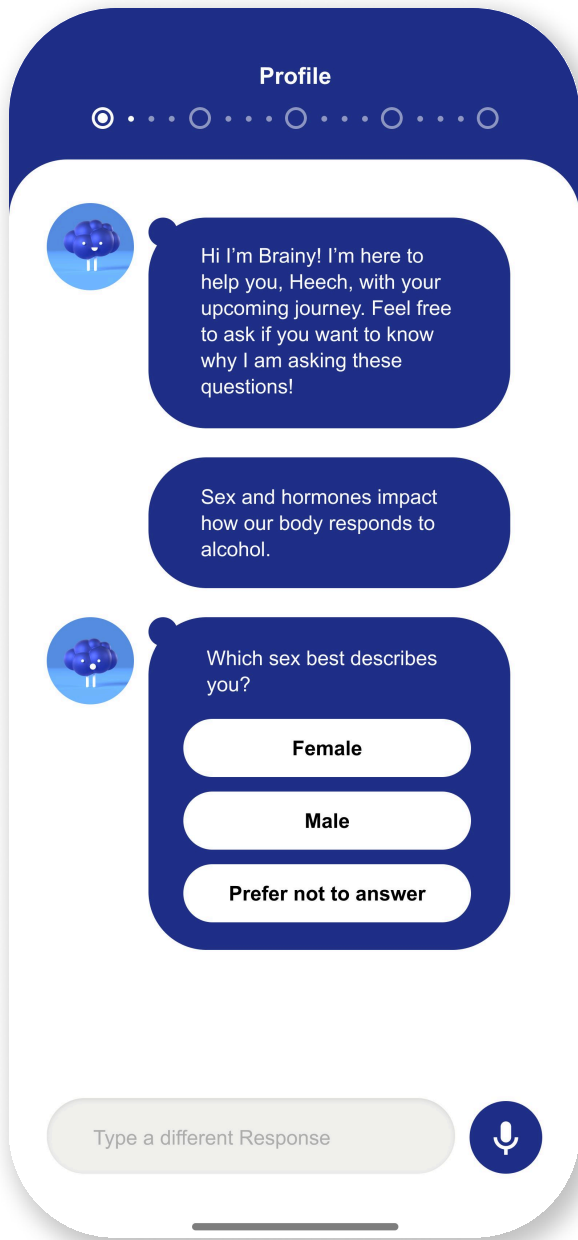 Profile
Hi I'm Brainy! I'm here to
help you, Heech, with your
upcoming journey. Feel free
to ask if you want to know
why I am asking these
questions!
Sex and hormones impact
how our body responds to
alcohol.
Which sex best describes
you?
Female
Male
Prefer not to answer
Type a different Response